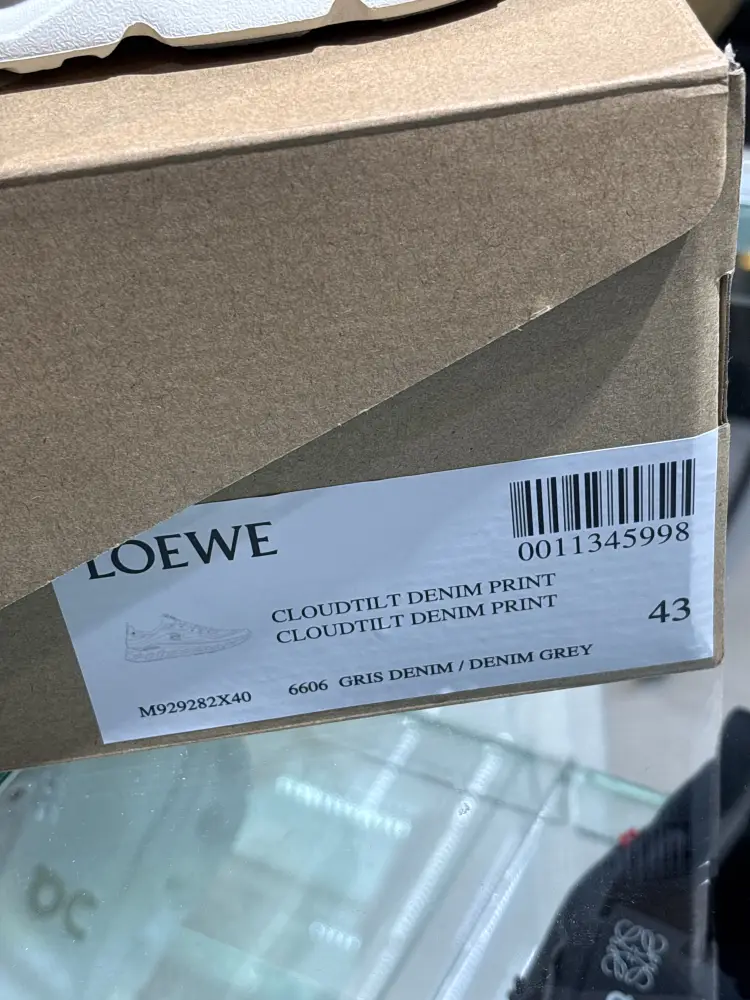 LOEWE
0011345998
CLOUDTILT DENIM PRINT
CLOUDTILT DENIM PRINT
43
M929282X40
6606 GRIS DENIM / DENIM GREY